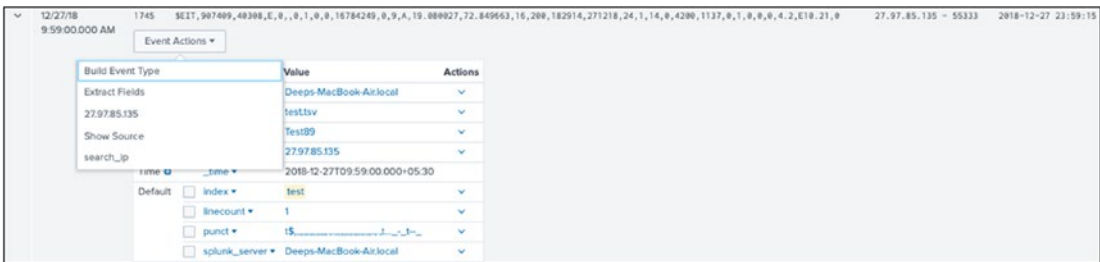 12/27/18 1745 $EIT,907409,40308,E,0,,0,1,0,0,16784249,0,9,A,19.080027,72.849663,16,200,182914,271218,24,1,14,0,4200,1137,0,1,0,0,0,4.2,E10.21,0 27.97.85.135 - 55333 2018-12-27 23:59:15
9:59:00.000 AM
Event Actions
Build Event Type Value Actions
Extract Fields Deeps-MacBook-Air.local
27.97.85.135 test.tsv
Show Source Test89
search_ip 27.97.85.135
Time _time 2018-12-27T09:59:00.000+05:30
Default index test
linecount 1
punct
splunk_server Deeps-MacBook-Air.local